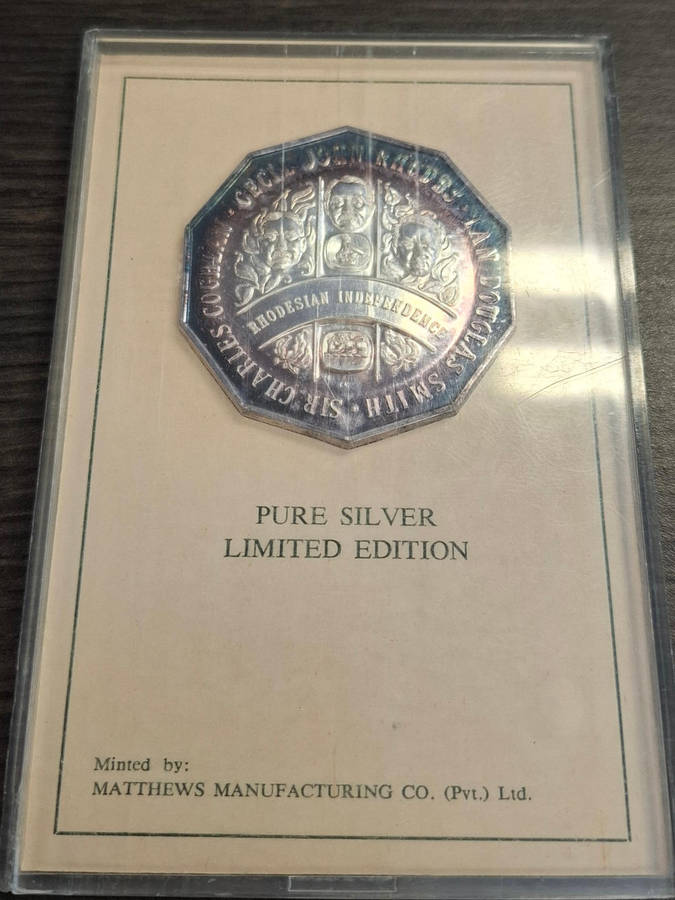 CECIL JOHN RHODES · IAN DOUGLAS SMITH · SIR CHARLES COGHLAN ·
RHODESIAN INDEPENDENCE
PURE SILVER
LIMITED EDITION
Minted by:
MATTHEWS MANUFACTURING CO. (Pvt.) Ltd.